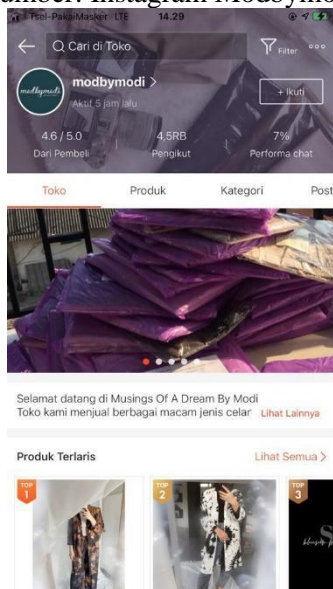 Tsel-PakaiMasker LTE 14.29
Cari di Toko
Filter
modbymodi
modbymodi >
Aktif 5 jam lalu
+ Ikuti
4.6 / 5.0 4,5RB 7%
Dari Pembeli Pengikut Performa chat
Toko Produk Kategori Post
Selamat datang di Musings Of A Dream By Modi
Toko kami menjual berbagai macam jenis celar Lihat Lainnya
Produk Terlaris Lihat Semua >
TOP 1 TOP 2 TOP 3